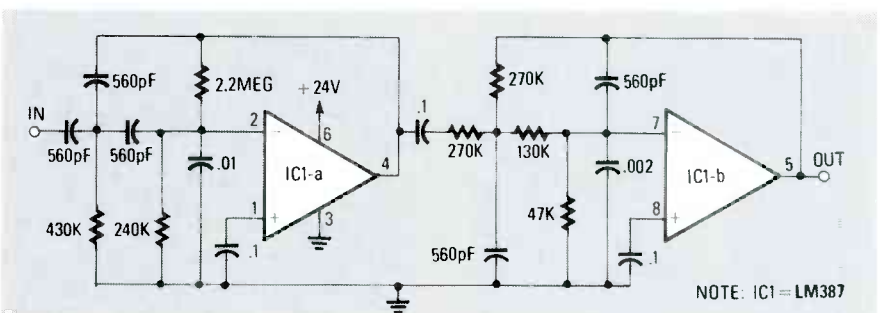 IN
560pF
560pF
560pF
430K
240K
2.2MEG
.01
+24V
2
6
IC1-a
4
1
3
.1
.1
270K
270K
130K
560pF
47K
560pF
.002
7
IC1-b
5
OUT
8
.1
NOTE: IC1=LM387